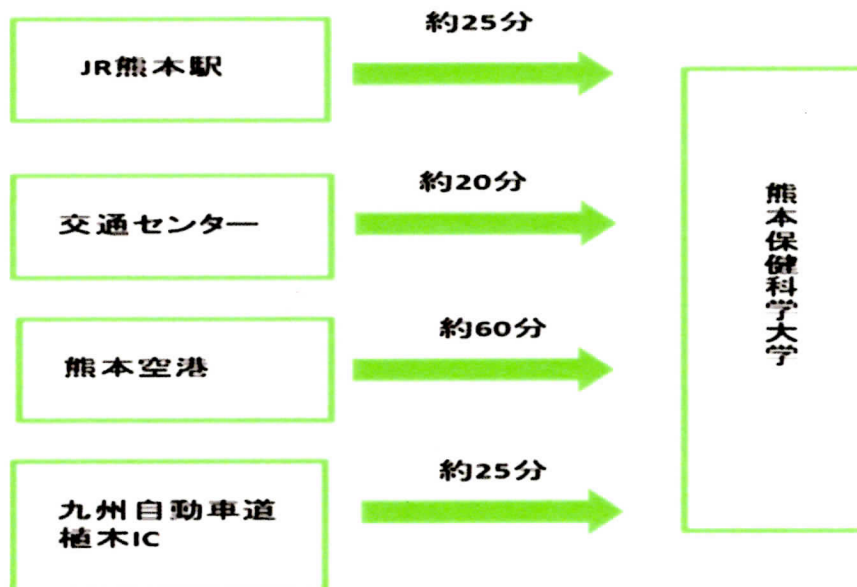 JR熊本駅
約25分
交通センター
約20分
熊本空港
約60分
九州自動車道
植木IC
約25分
熊本保健科学大学